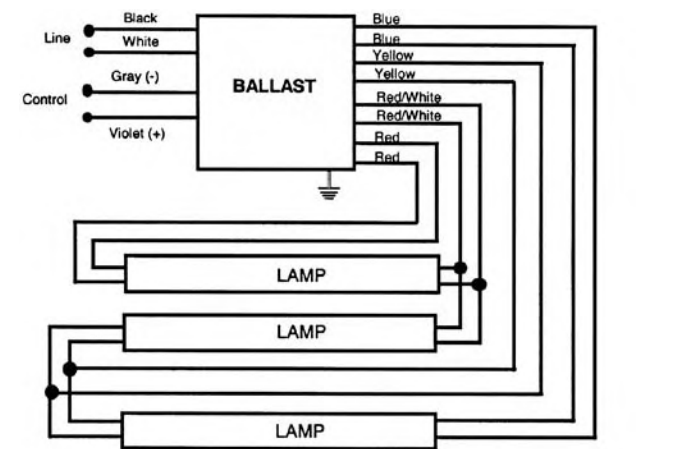 Black
Line
White
Gray (-)
Control
Violet (+)
BALLAST
Blue
Blue
Yellow
Yellow
Red/White
Red/White
Red
Red
LAMP
LAMP
LAMP